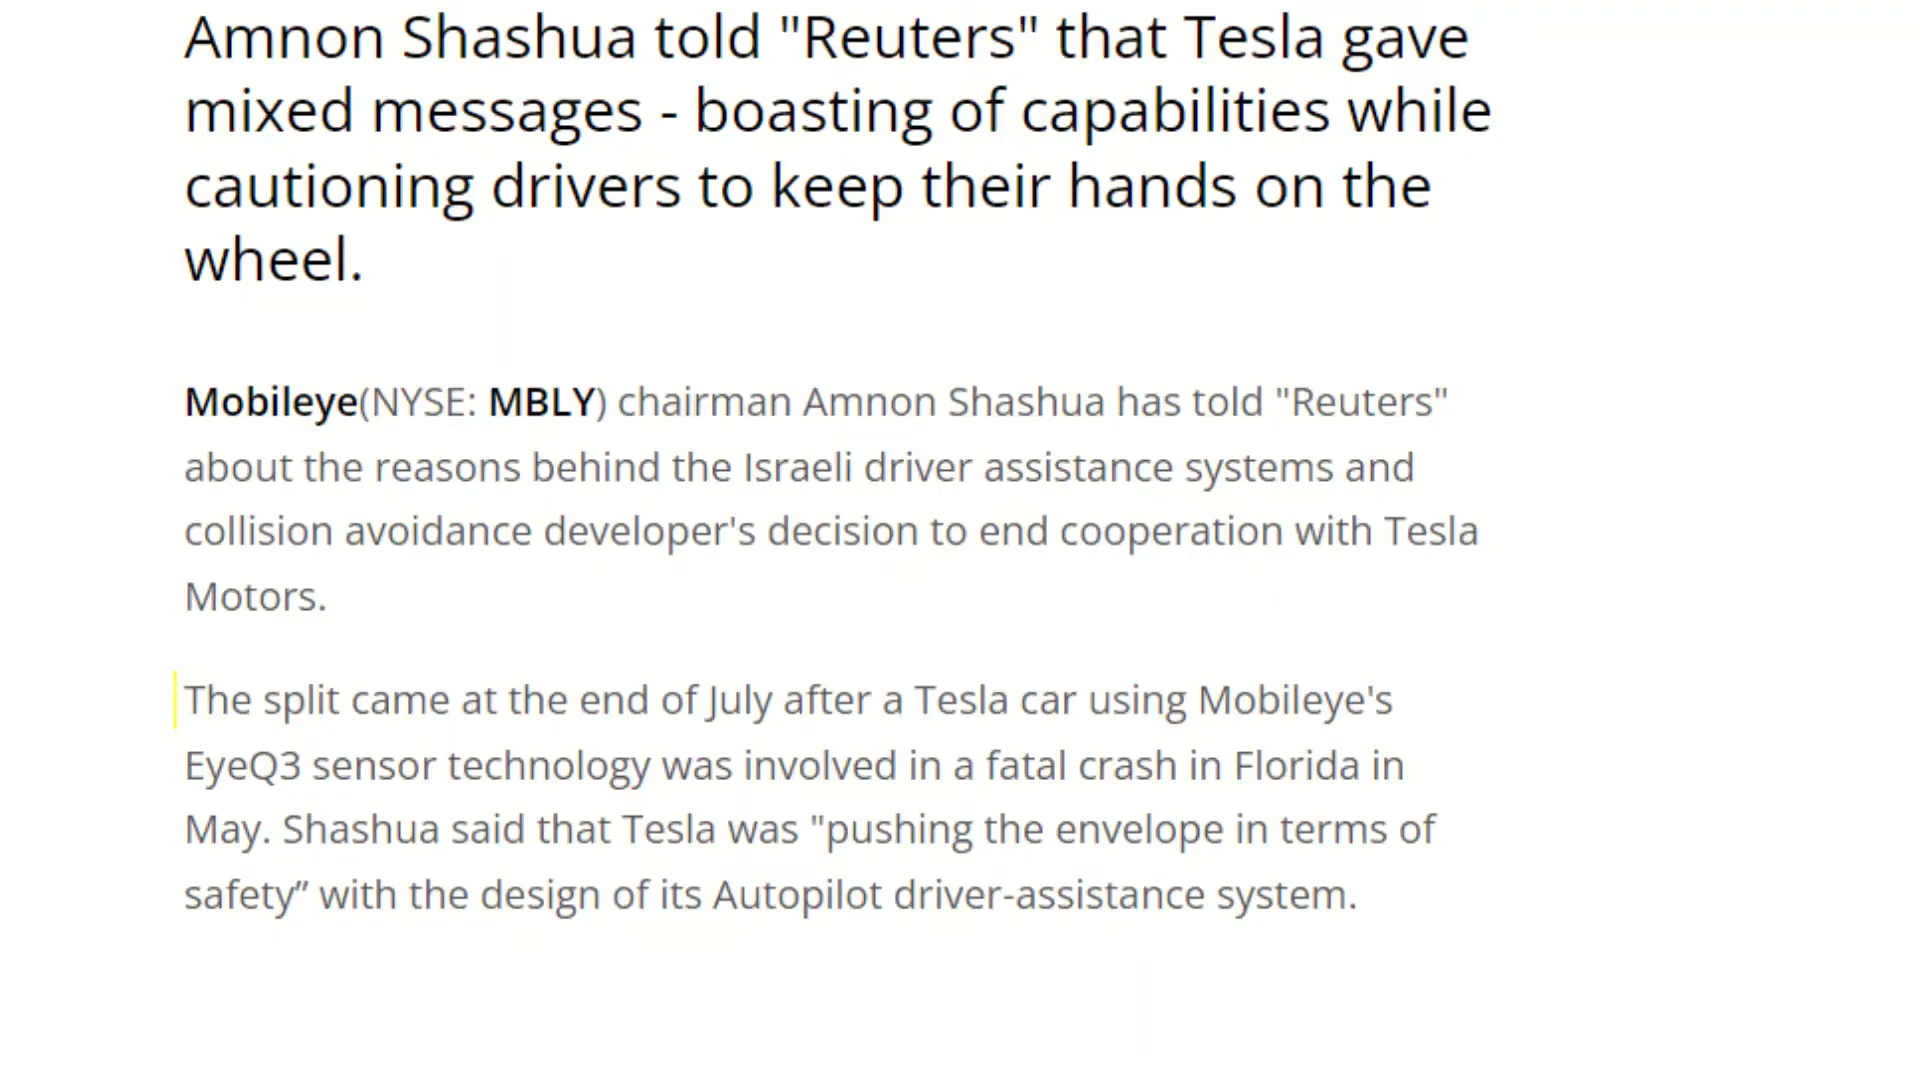 Amnon Shashua told "Reuters" that Tesla gave
mixed messages - boasting of capabilities while
cautioning drivers to keep their hands on the
wheel.
Mobileye(NYSE: MBLY) chairman Amnon Shashua has told "Reuters"
about the reasons behind the Israeli driver assistance systems and
collision avoidance developer's decision to end cooperation with Tesla
Motors.
The split came at the end of July after a Tesla car using Mobileye's
EyeQ3 sensor technology was involved in a fatal crash in Florida in
May. Shashua said that Tesla was "pushing the envelope in terms of
safety” with the design of its Autopilot driver-assistance system.